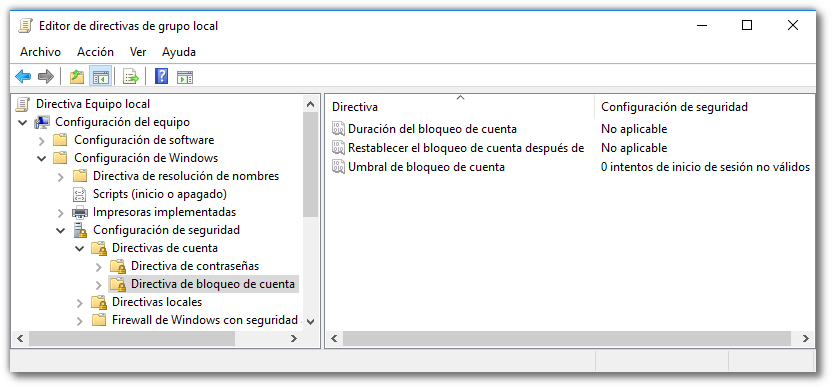 Editor de directivas de grupo local
Archivo Acción Ver Ayuda
Directiva Equipo local
Configuración del equipo
Configuración de software
Configuración de Windows
Directiva de resolución de nombres
Scripts (inicio o apagado)
Impresoras implementadas
Configuración de seguridad
Directivas de cuenta
Directiva de contraseñas
Directiva de bloqueo de cuenta
Directivas locales
Firewall de Windows con seguridad
Directiva Configuración de seguridad
Duración del bloqueo de cuenta No aplicable
Restablecer el bloqueo de cuenta después de No aplicable
Umbral de bloqueo de cuenta 0 intentos de inicio de sesión no válidos